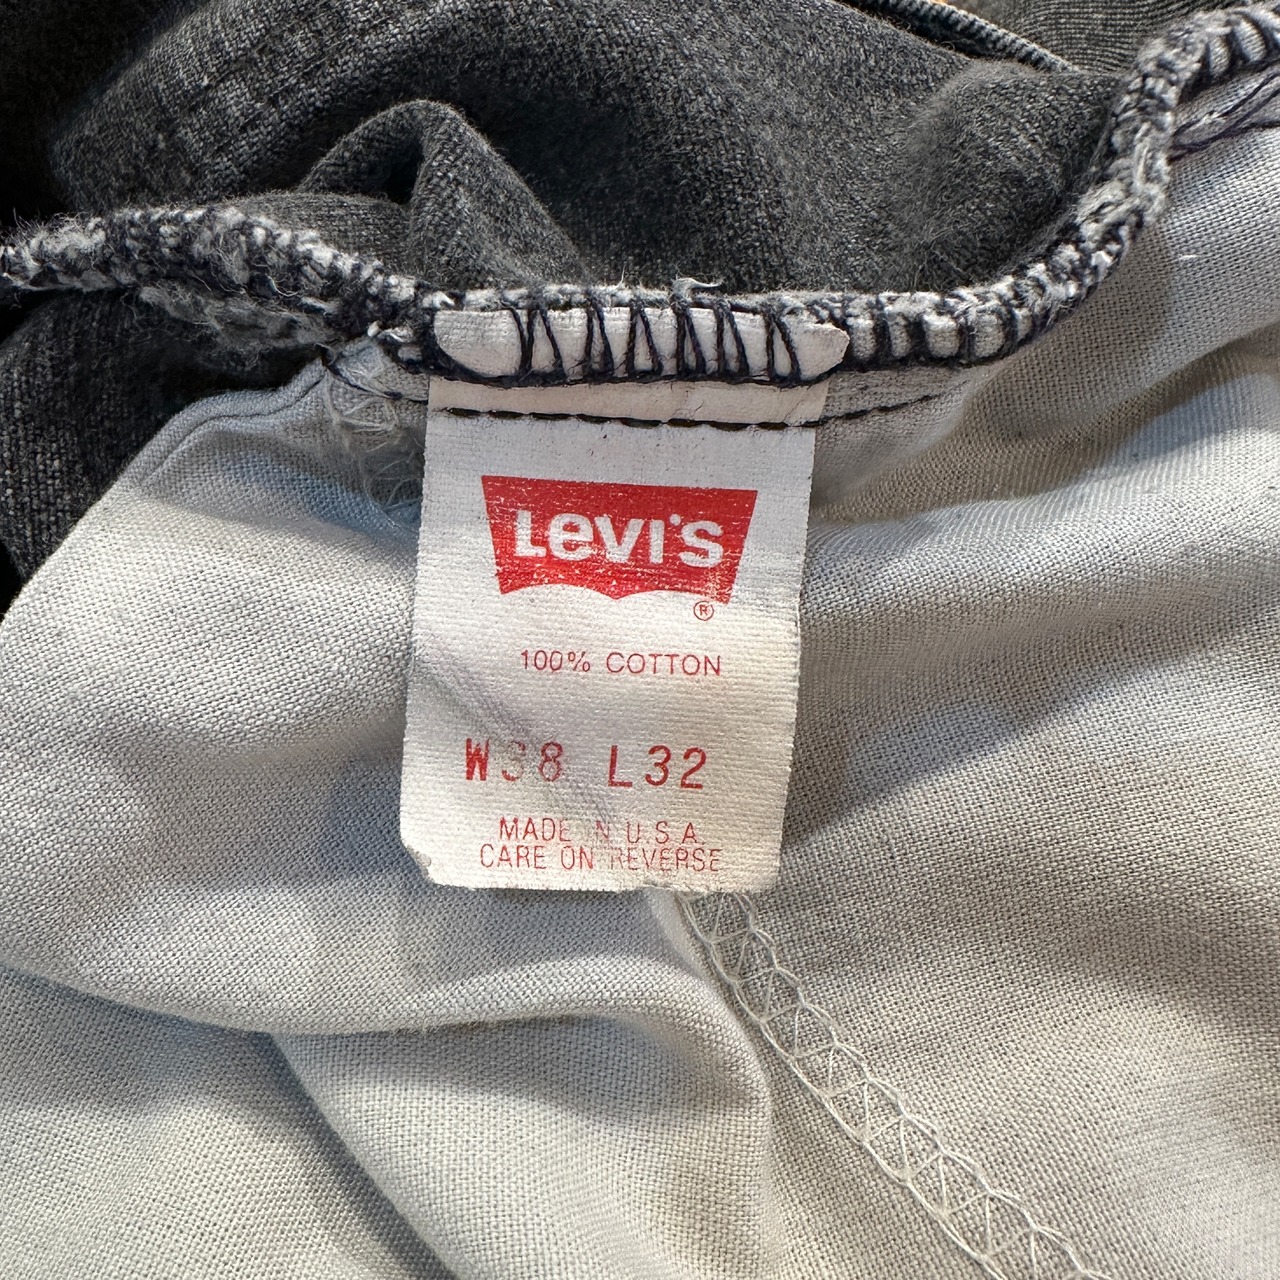 Levi's
®
100% COTTON
W38 L32
MADE IN U.S.A.
CARE ON REVERSE